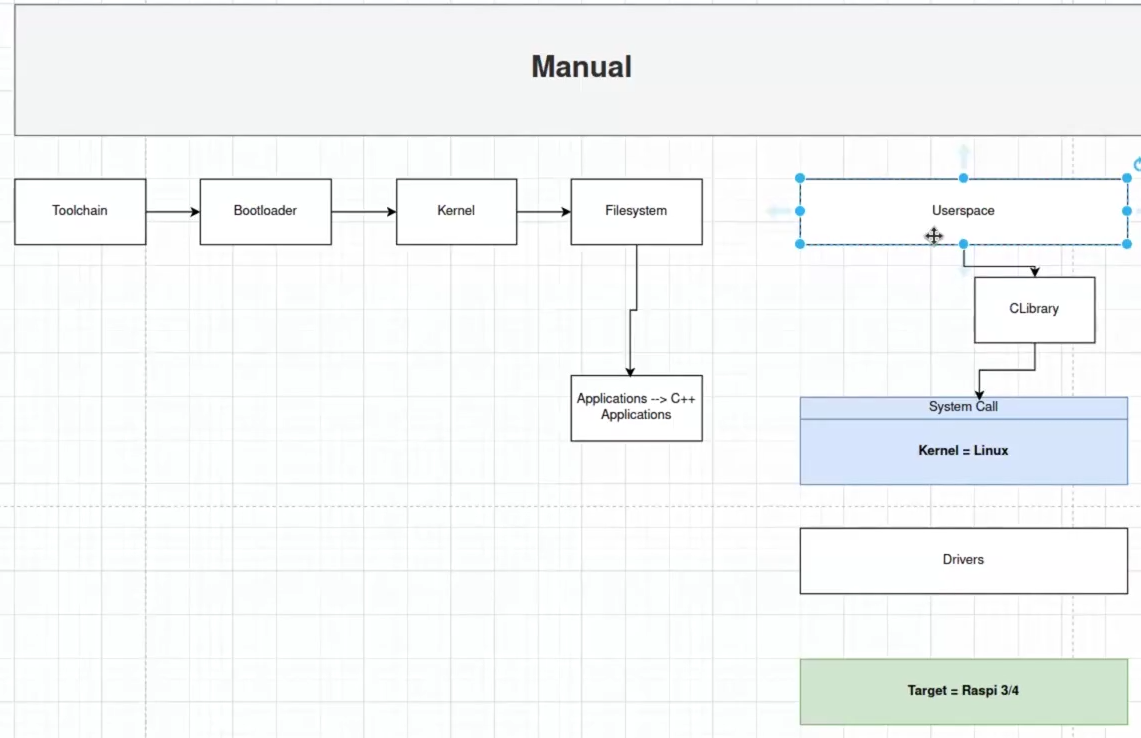 Manual
Toolchain
Bootloader
Kernel
Filesystem
Userspace
CLibrary
Applications --> C++
Applications
System Call
Kernel = Linux
Drivers
Target = Raspi 3/4